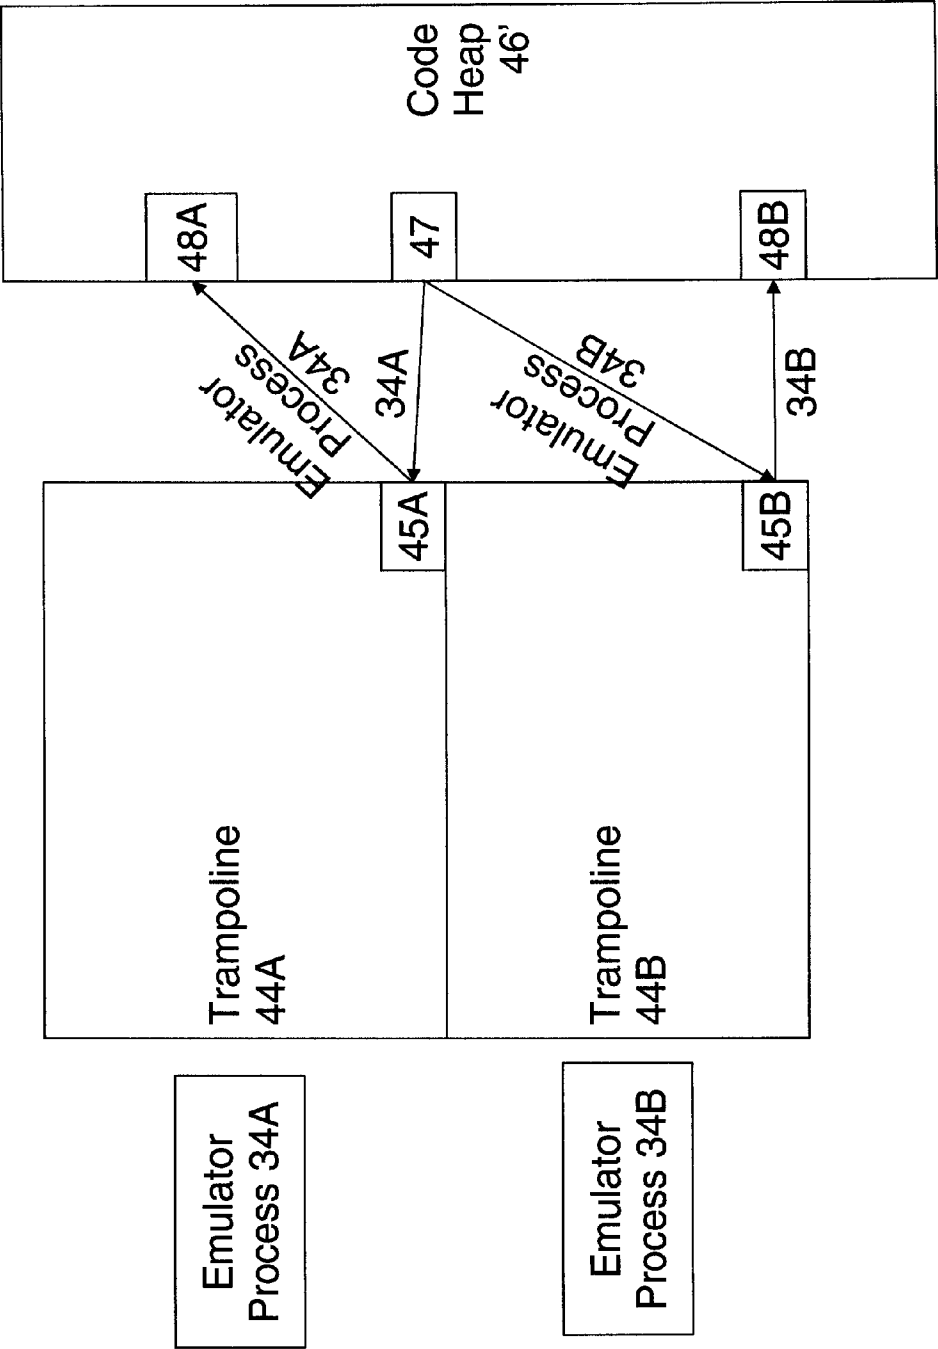 Code
Heap
46'
48A
47
48B
Emulator
Process
34A
34A
Emulator
Process
34B
34B
45A
45B
Trampoline
44A
Trampoline
44B
Emulator
Process 34A
Emulator
Process 34B